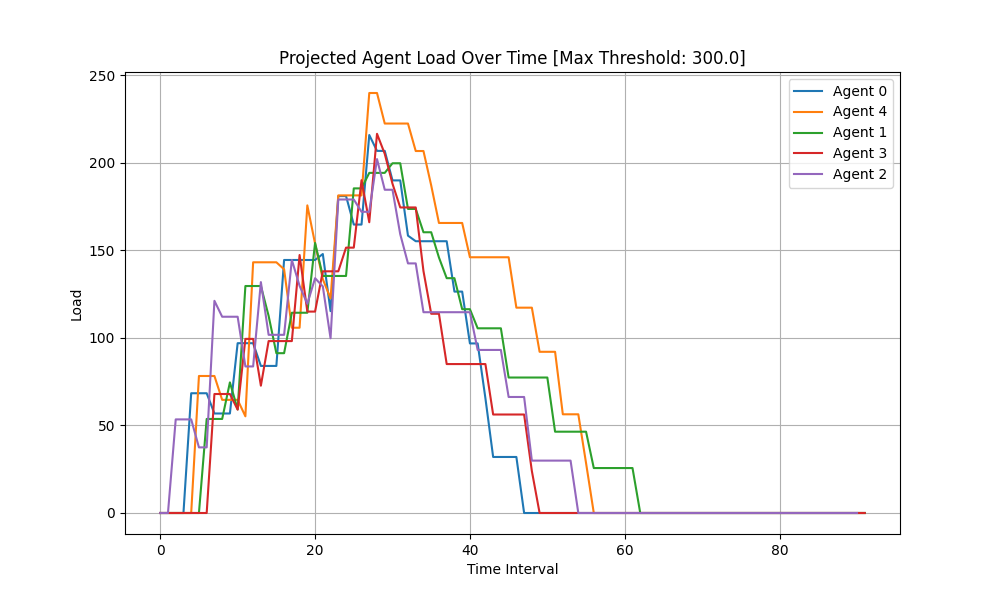 Projected Agent Load Over Time [Max Threshold: 300.0]
250
200
150
100
50
0
Load
0 20 40 60 80
Time Interval
Agent 0
Agent 4
Agent 1
Agent 3
Agent 2